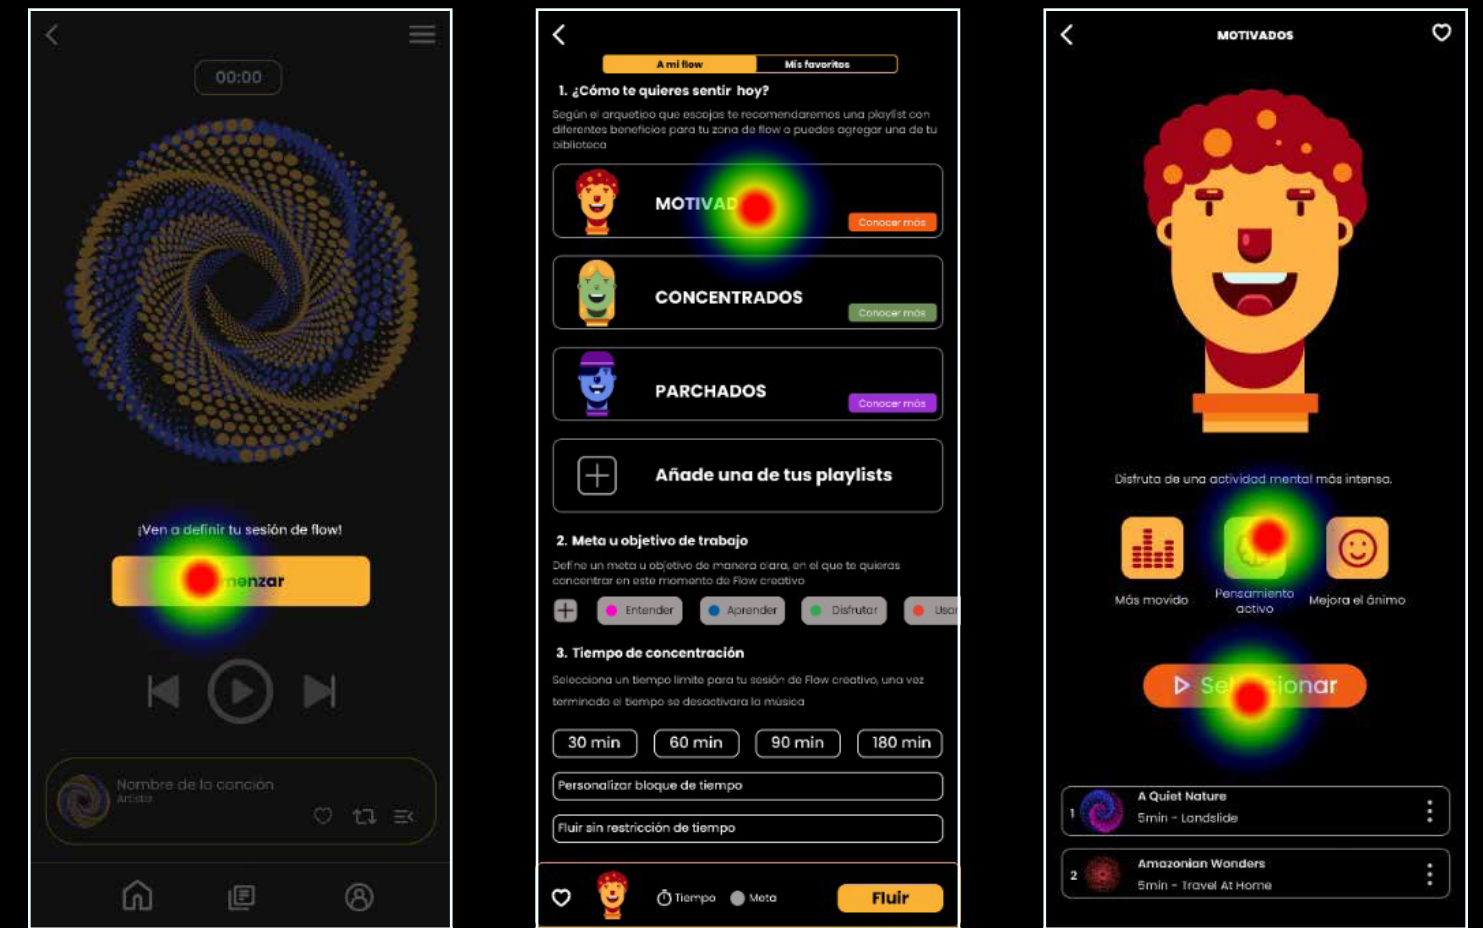 00:00
¡Ven a definir tu sesión de flow!
menzar
Nombre de la canción
Artista
A mi flow
Mis favoritos
1. ¿Cómo te quieres sentir hoy?
Según el arquetipo que escojas te recomendaremos una playlist con
diferentes beneficios para tu zona de flow o puedes agregar una de tu
biblioteca
MOTIVAD
Conocer más
CONCENTRADOS
Conocer más
PARCHADOS
Conocer más
Añade una de tus playlists
2. Meta u objetivo de trabajo
Define un meta u objetivo de manera clara, en el que te quieras
concentrar en este momento de Flow creativo
Entender
Aprender
Disfrutar
Usar
3. Tiempo de concentración
Selecciona un tiempo límite para tu sesión de Flow creativo, una vez
terminado el tiempo se desactivara la música
30 min
60 min
90 min
180 min
Personalizar bloque de tiempo
Fluir sin restricción de tiempo
Tiempo
Meta
Fluir
MOTIVADOS
Disfruta de una actividad mental más intensa.
Más movido
Pensamiento
activo
Mejora el ánimo
Seleccionar
1
A Quiet Nature
5min - Landslide
2
Amazonian Wonders
5min - Travel At Home